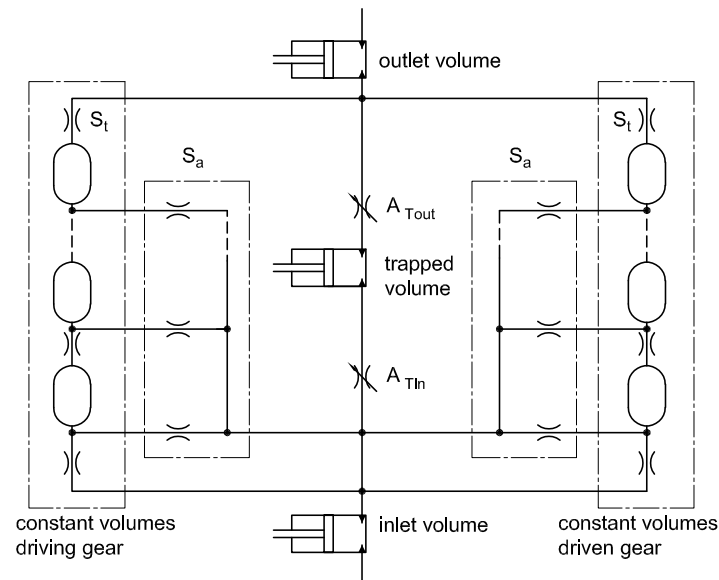 outlet volume
S_t
S_t
S_a
S_a
A_Tout
trapped
volume
A_TIn
inlet volume
constant volumes
driving gear
constant volumes
driven gear